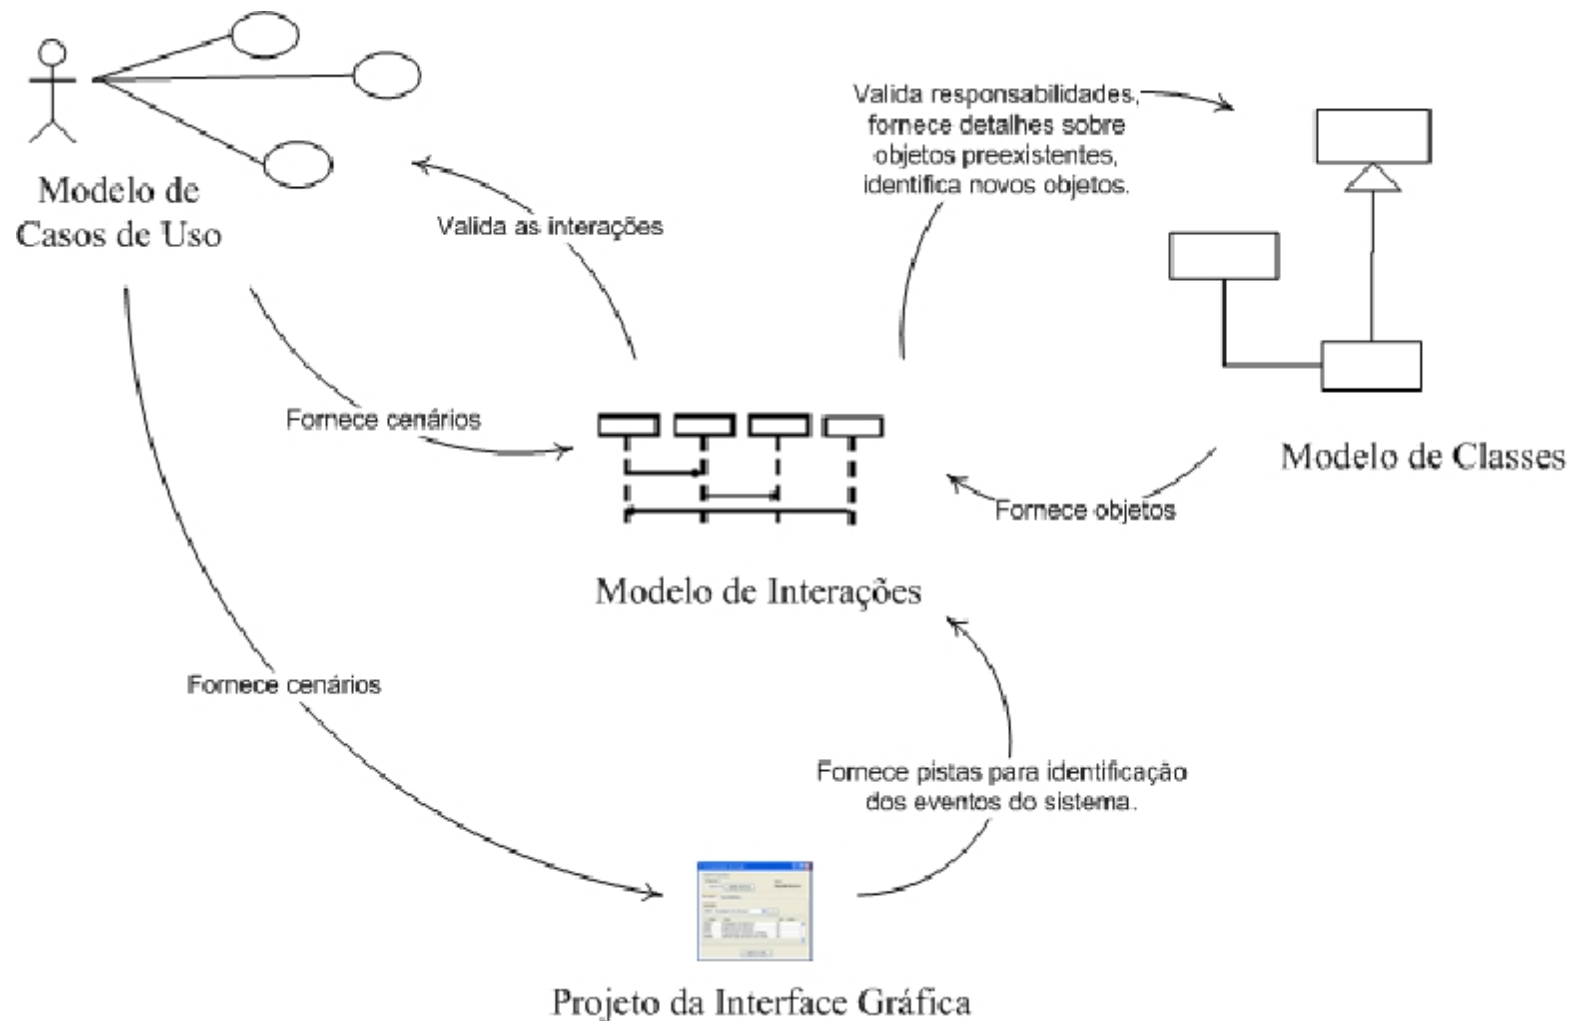 Valida responsabilidades,
fornece detalhes sobre
objetos preexistentes,
identifica novos objetos.
Modelo de
Casos de Uso
Valida as interações
Fornece cenários
Modelo de Classes
Fornece objetos
Modelo de Interações
Fornece cenários
Fornece pistas para identificação
dos eventos do sistema.
Projeto da Interface Gráfica